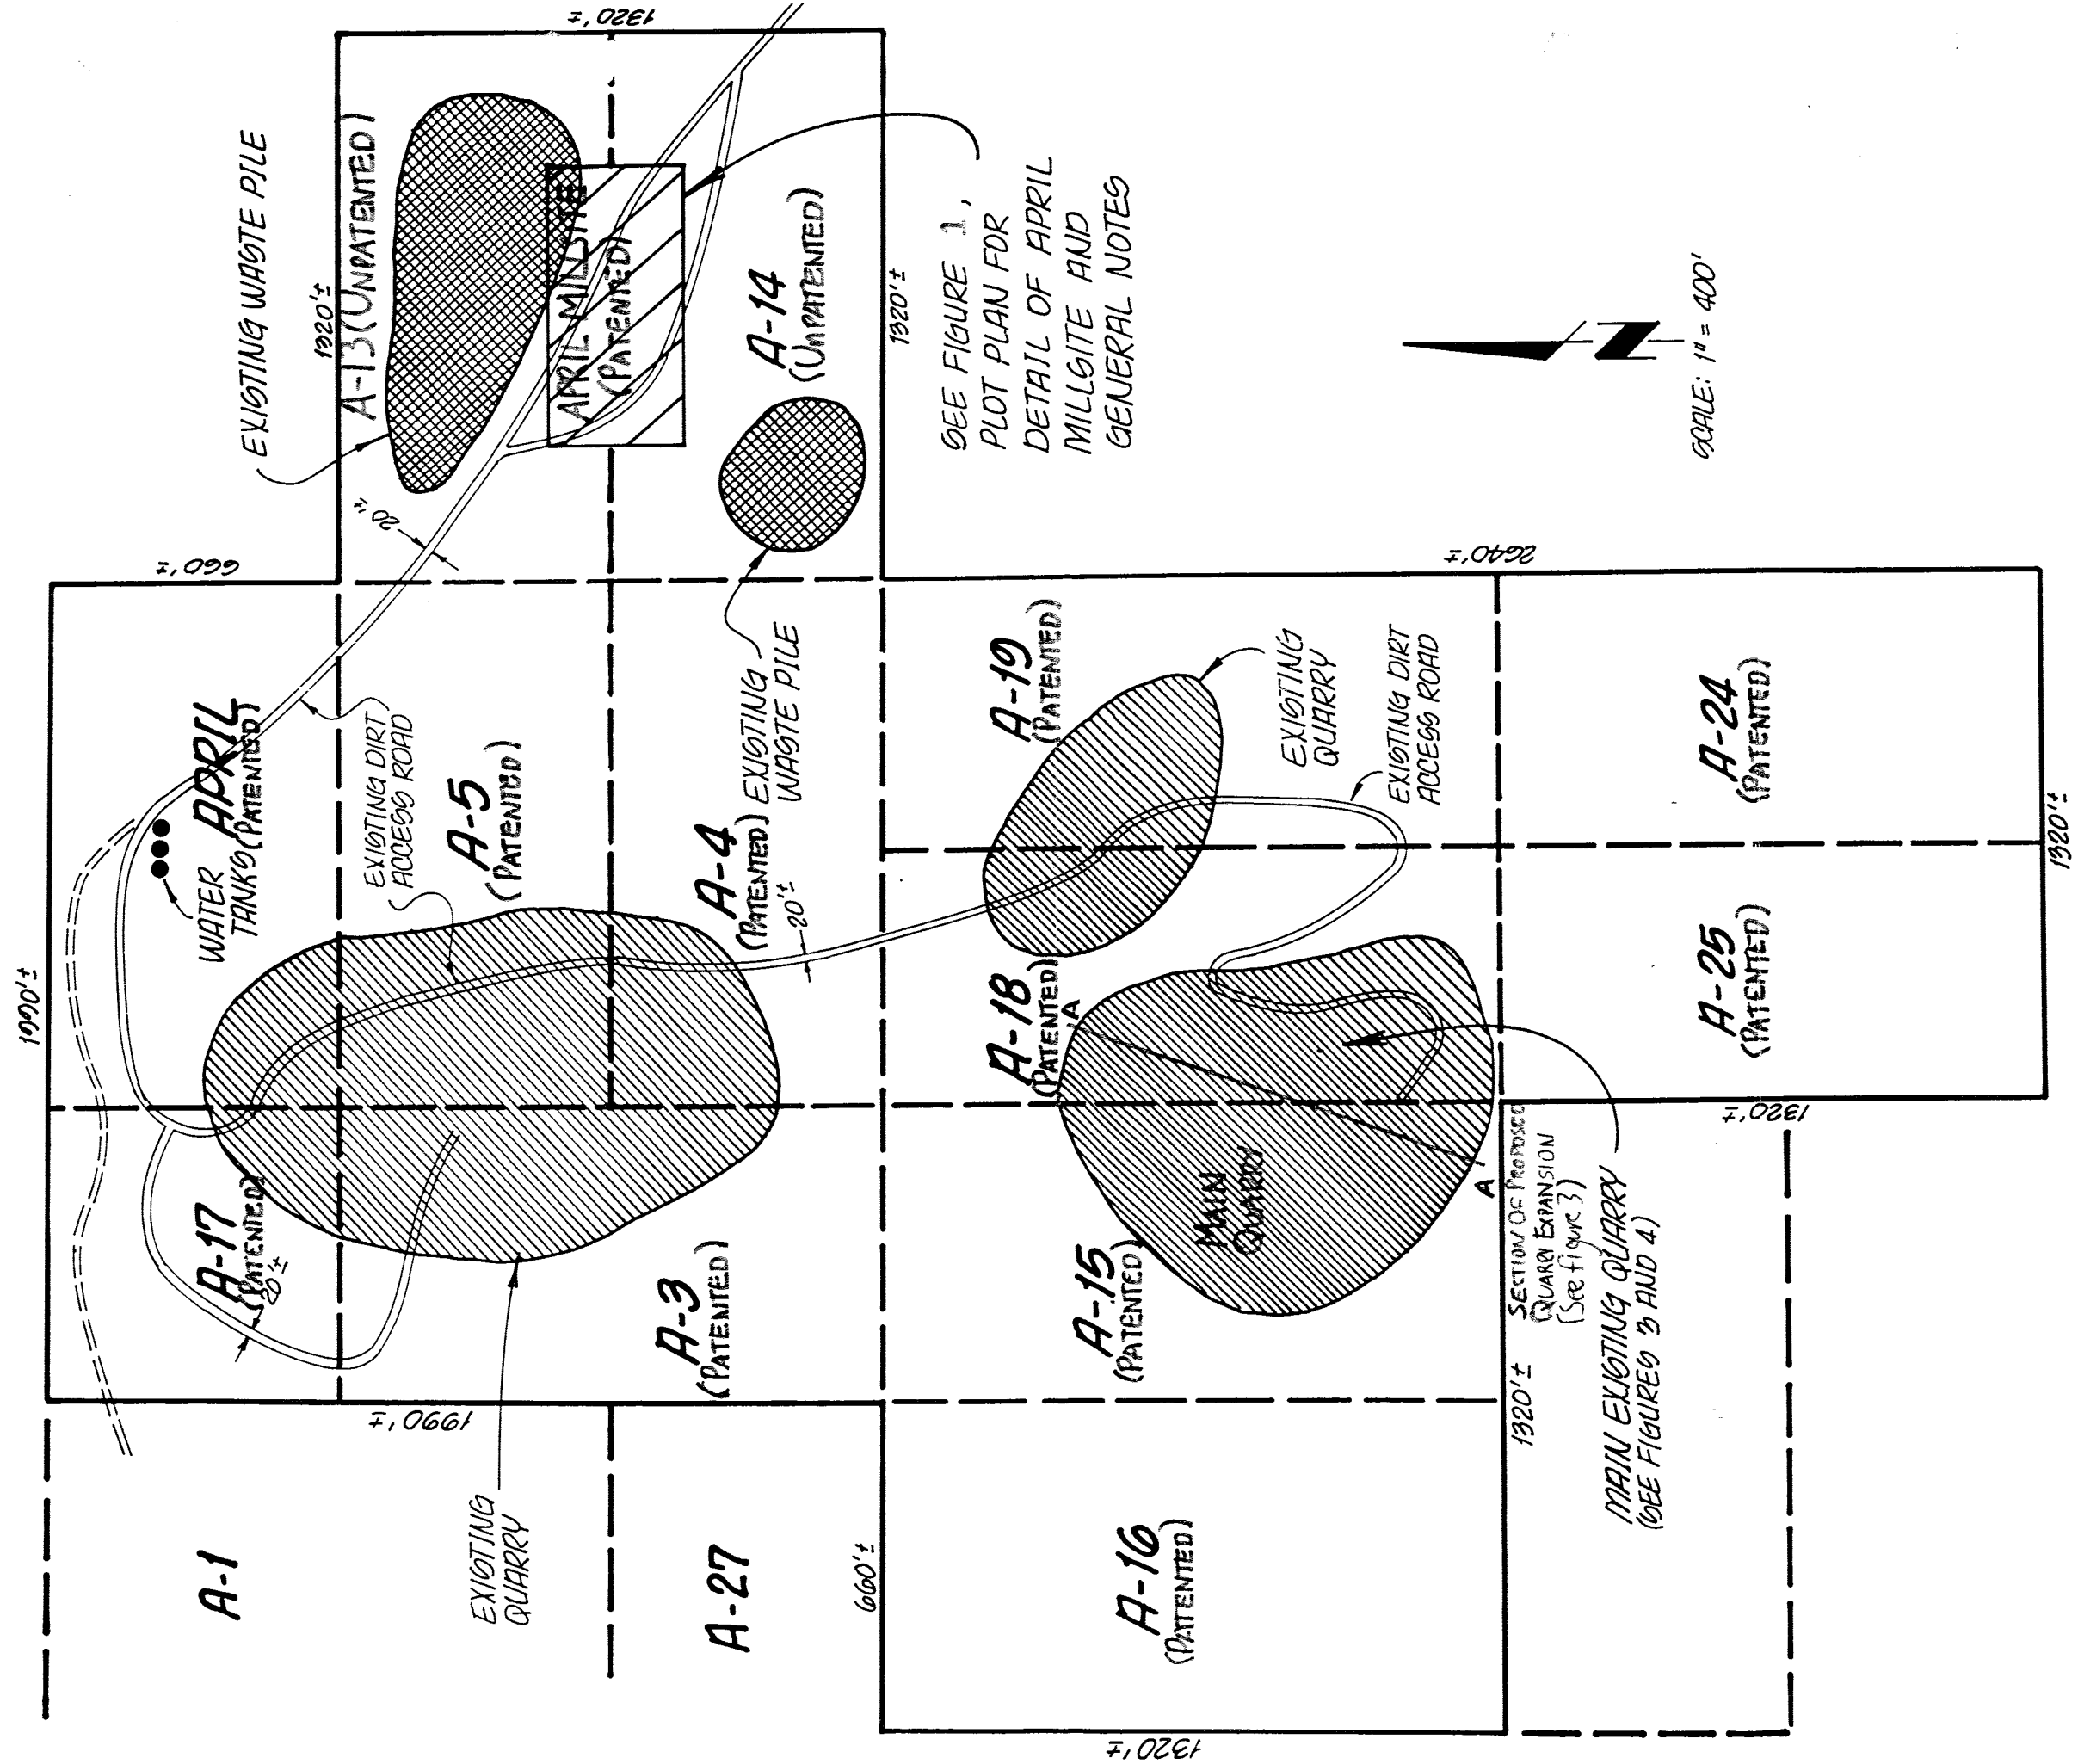 1320'±
EXISTING WASTE PILE
1320'±
A-13 (UNPATENTED)
APRIL MILLSITE
(PATENTED)
A-14
(UNPATENTED)
1320'±
SEE FIGURE 1,
PLOT PLAN FOR
DETAIL OF APRIL
MILLSITE AND
GENERAL NOTES
N
SCALE: 1" = 400'
20'±
660'±
2640'±
1990'±
WATER
TANKS
APRIL
(PATENTED)
EXISTING DIRT
ACCESS ROAD
A-5
(PATENTED)
A-4
(PATENTED)
20'±
EXISTING
WASTE PILE
A-19
(PATENTED)
EXISTING
QUARRY
EXISTING DIRT
ACCESS ROAD
A-24
(PATENTED)
1320'±
A-18
(PATENTED)
A
A-25
(PATENTED)
1320'±
A-17
(PATENTED)
20'±
A-3
(PATENTED)
A-15
(PATENTED)
MAIN
QUARRY
A
SECTION OF PROPOSED
QUARRY EXPANSION
(See figure 3)
1320'±
MAIN EXISTING QUARRY
(SEE FIGURES 3 AND 4)
1990'±
A-1
EXISTING
QUARRY
A-27
660'±
A-16
(PATENTED)
1320'±